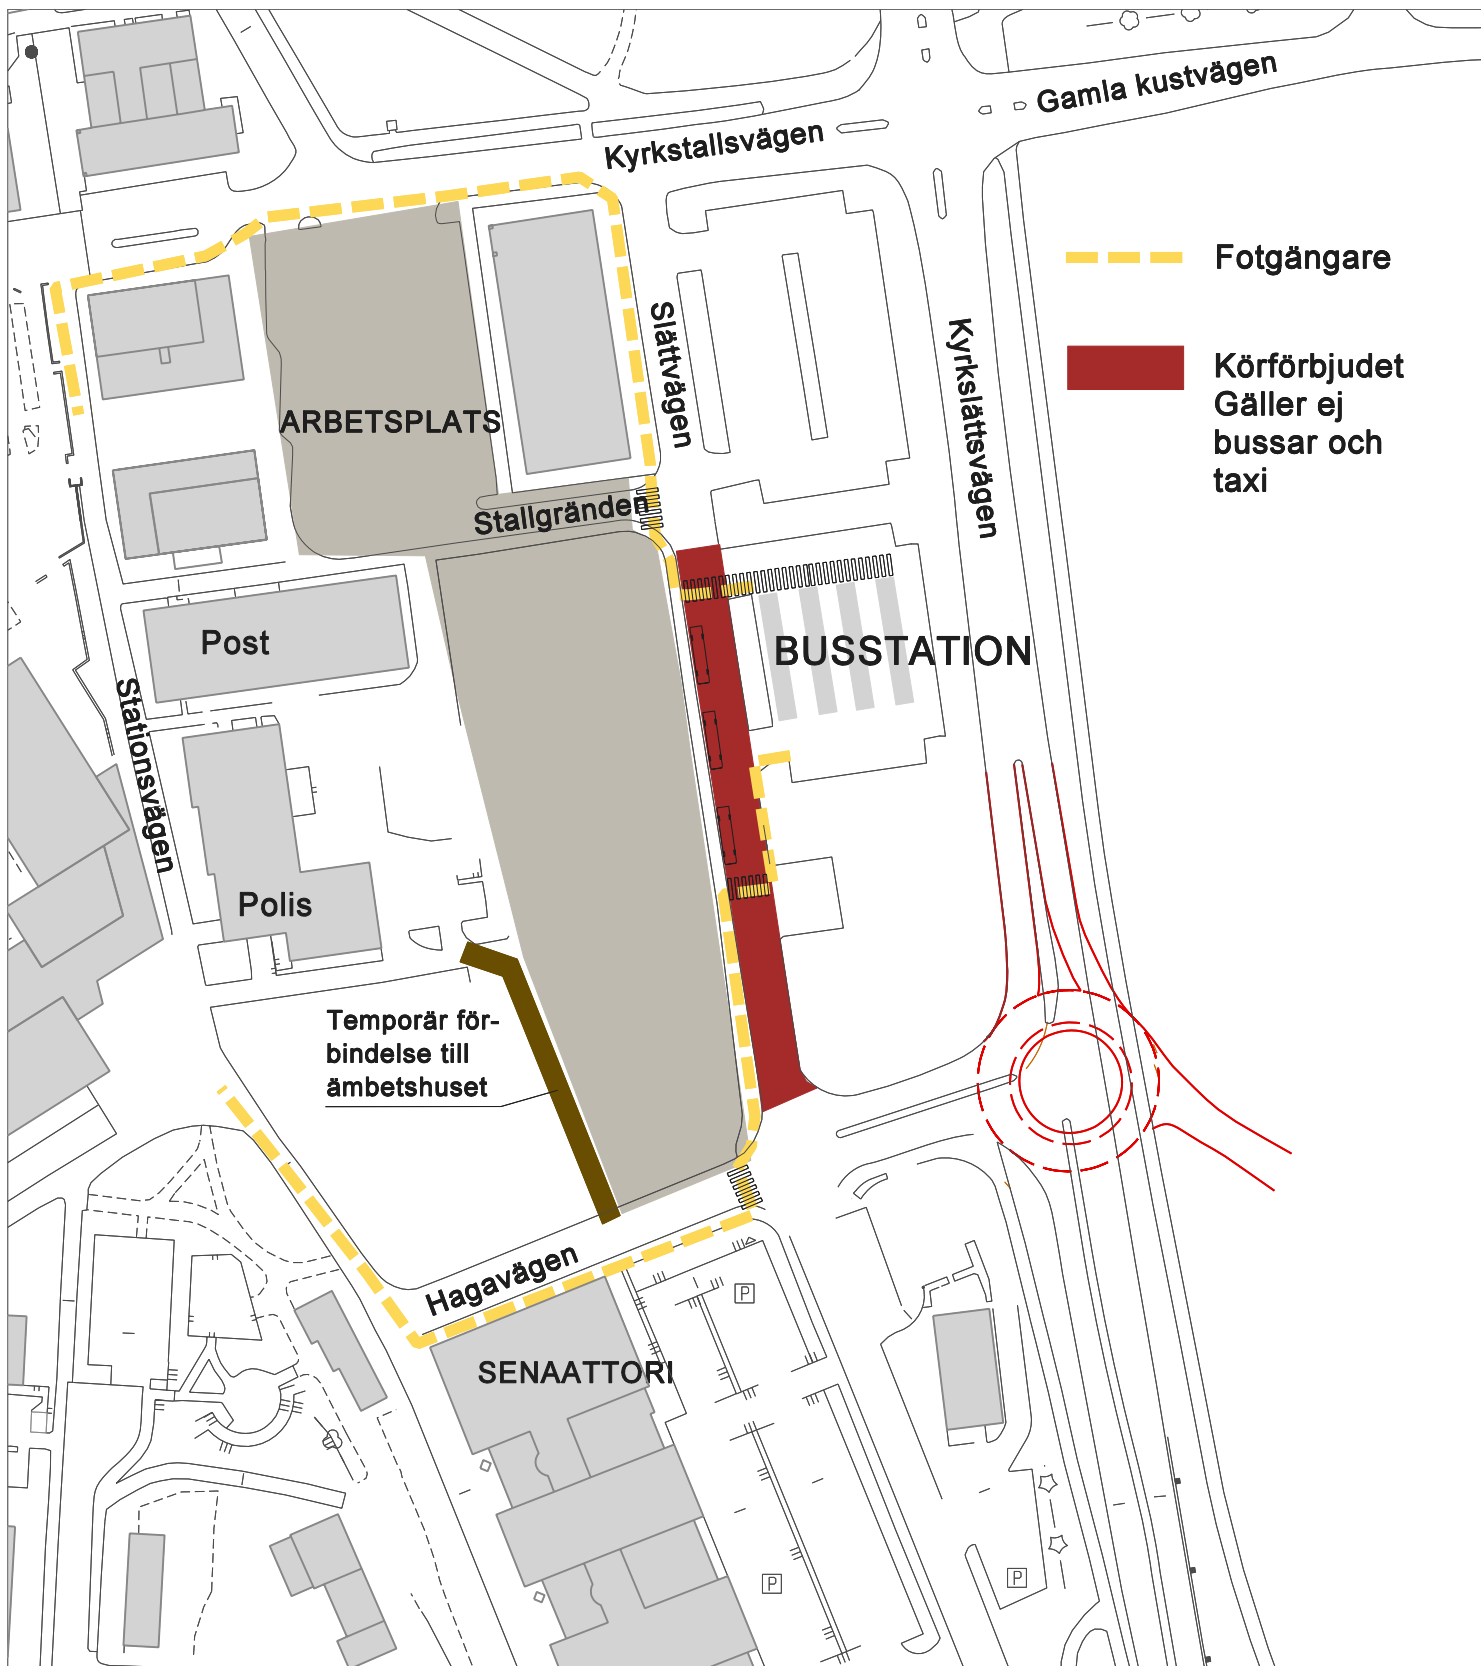 Gamla kustvägen
Kyrkstallsvägen
Fotgängare
Slättvägen
Kyrkslättsvägen
Körförbjudet
Gäller ej
bussar och
taxi
ARBETSPLATS
Stallgränden
Post
BUSSTATION
Stationsvägen
Polis
Temporär för-
bindelse till
ämbetshuset
Hagavägen
P
SENAATTORI
P
P